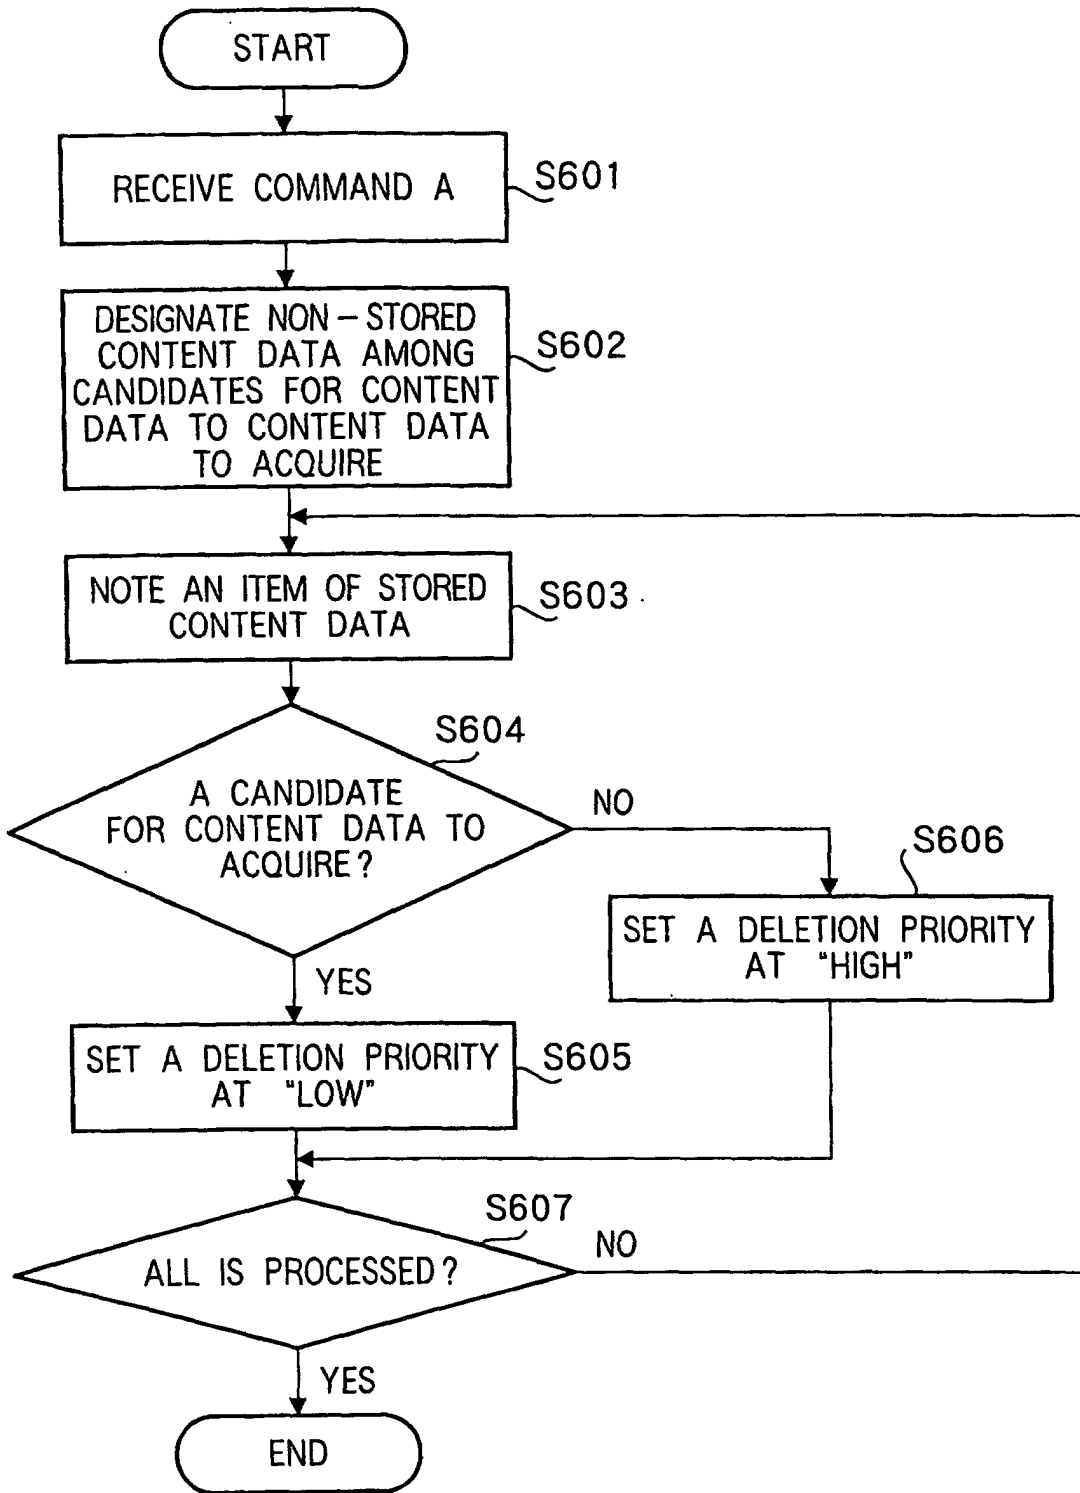 START
RECEIVE COMMAND A
S601
DESIGNATE NON-STORED
CONTENT DATA AMONG
CANDIDATES FOR CONTENT
DATA TO CONTENT DATA
TO ACQUIRE
S602
NOTE AN ITEM OF STORED
CONTENT DATA
S603
S604
A CANDIDATE
FOR CONTENT DATA TO
ACQUIRE?
NO
S606
SET A DELETION PRIORITY
AT "HIGH"
YES
SET A DELETION PRIORITY
AT "LOW"
S605
S607
ALL IS PROCESSED?
NO
YES
END